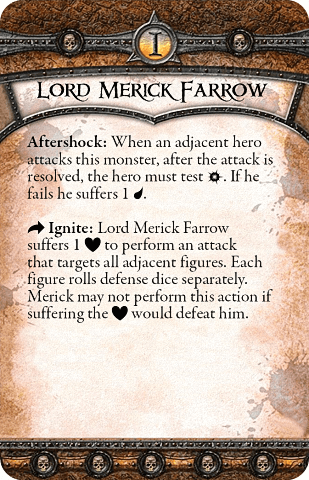 I
Lord Merick Farrow
Aftershock: When an adjacent hero
attacks this monster, after the attack is
resolved, the hero must test . If he
fails he suffers 1 .
Ignite: Lord Merick Farrow
suffers 1 ♥ to perform an attack
that targets all adjacent figures. Each
figure rolls defense dice separately.
Merick may not perform this action if
suffering the ♥ would defeat him.